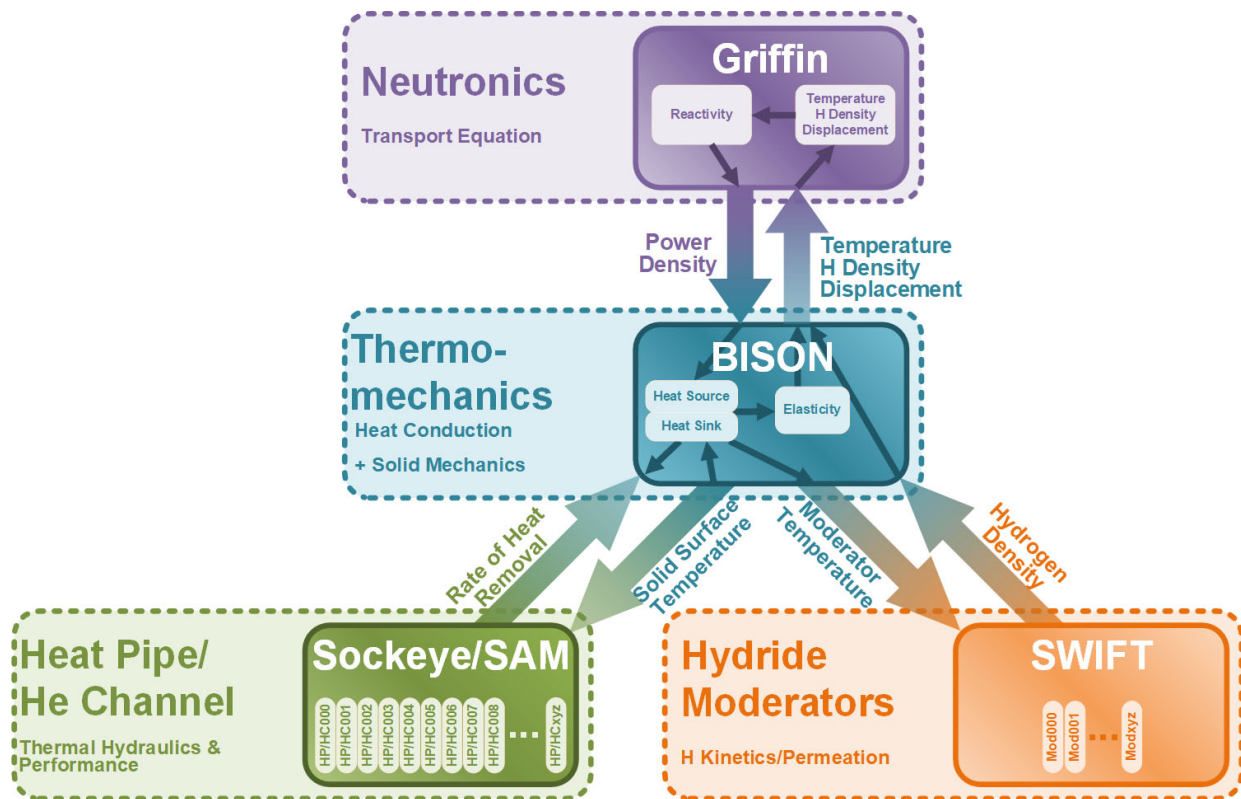 Griffin
Neutronics
Transport Equation
Reactivity
Temperature
H Density
Displacement
Power
Density
Temperature
H Density
Displacement
BISON
Thermo-
mechanics
Heat Conduction
+ Solid Mechanics
Heat Source
Heat Sink
Elasticity
Rate of Heat
Removal
Solid Surface
Temperature
Moderator
Temperature
Hydrogen
Density
Heat Pipe/
He Channel
Thermal Hydraulics &
Performance
Sockeye/SAM
HP/HC000
HP/HC001
HP/HC002
HP/HC003
HP/HC004
HP/HC005
HP/HC006
HP/HC007
HP/HC008
...
HP/HCxyz
Hydride
Moderators
H Kinetics/Permeation
SWIFT
Mod000
Mod001
...
Modxyz